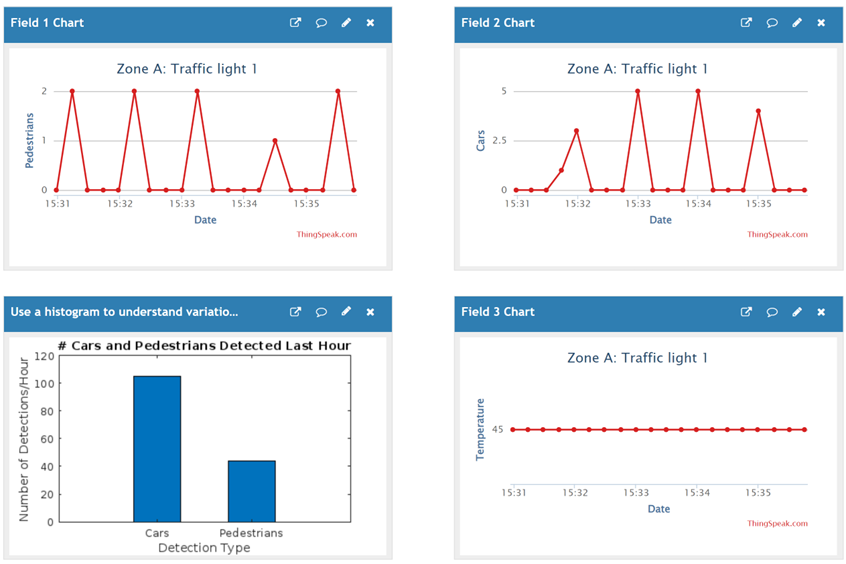 Field 1 Chart
Zone A: Traffic light 1
Pedestrians
2
1
0
15:31 15:32 15:33 15:34 15:35
Date
ThingSpeak.com
Field 2 Chart
Zone A: Traffic light 1
Cars
5
2.5
0
15:31 15:32 15:33 15:34 15:35
Date
ThingSpeak.com
Use a histogram to understand variatio...
# Cars and Pedestrians Detected Last Hour
Number of Detections/Hour
120
100
80
60
40
20
0
Cars Pedestrians
Detection Type
Field 3 Chart
Zone A: Traffic light 1
Temperature
45
15:31 15:32 15:33 15:34 15:35
Date
ThingSpeak.com